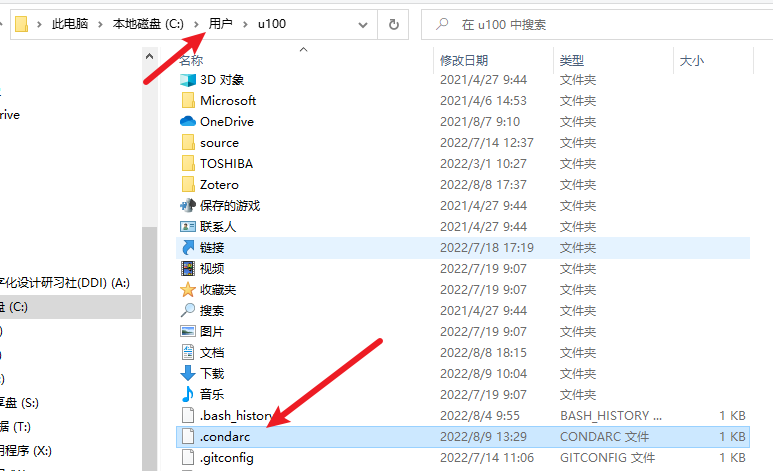 此电脑 本地磁盘 (C:) 用户 u100 在 u100 中搜索
名称 修改日期 类型 大小
3D 对象 2021/4/27 9:44 文件夹
Microsoft 2021/4/6 14:53 文件夹
OneDrive 2021/8/7 9:10 文件夹
source 2022/7/14 12:37 文件夹
TOSHIBA 2022/3/1 10:27 文件夹
Zotero 2022/8/8 17:37 文件夹
保存的游戏 2021/4/27 9:44 文件夹
联系人 2021/4/27 9:44 文件夹
链接 2022/7/18 17:19 文件夹
视频 2022/7/19 9:07 文件夹
收藏夹 2022/7/19 9:07 文件夹
搜索 2021/4/27 9:44 文件夹
图片 2022/7/19 9:07 文件夹
文档 2022/8/8 18:15 文件夹
下载 2022/8/9 10:04 文件夹
音乐 2022/7/19 9:07 文件夹
.bash_history 2022/8/4 9:55 BASH_HISTORY ... 1 KB
.condarc 2022/8/9 13:29 CONDARC 文件 1 KB
.gitconfig 2022/7/14 11:06 GITCONFIG 文件 1 KB
rive
字化设计研习社(DDI) (A:)
盘 (C:)
)
)
:)
享盘 (S:)
据 (T:)
用程序 (X:)